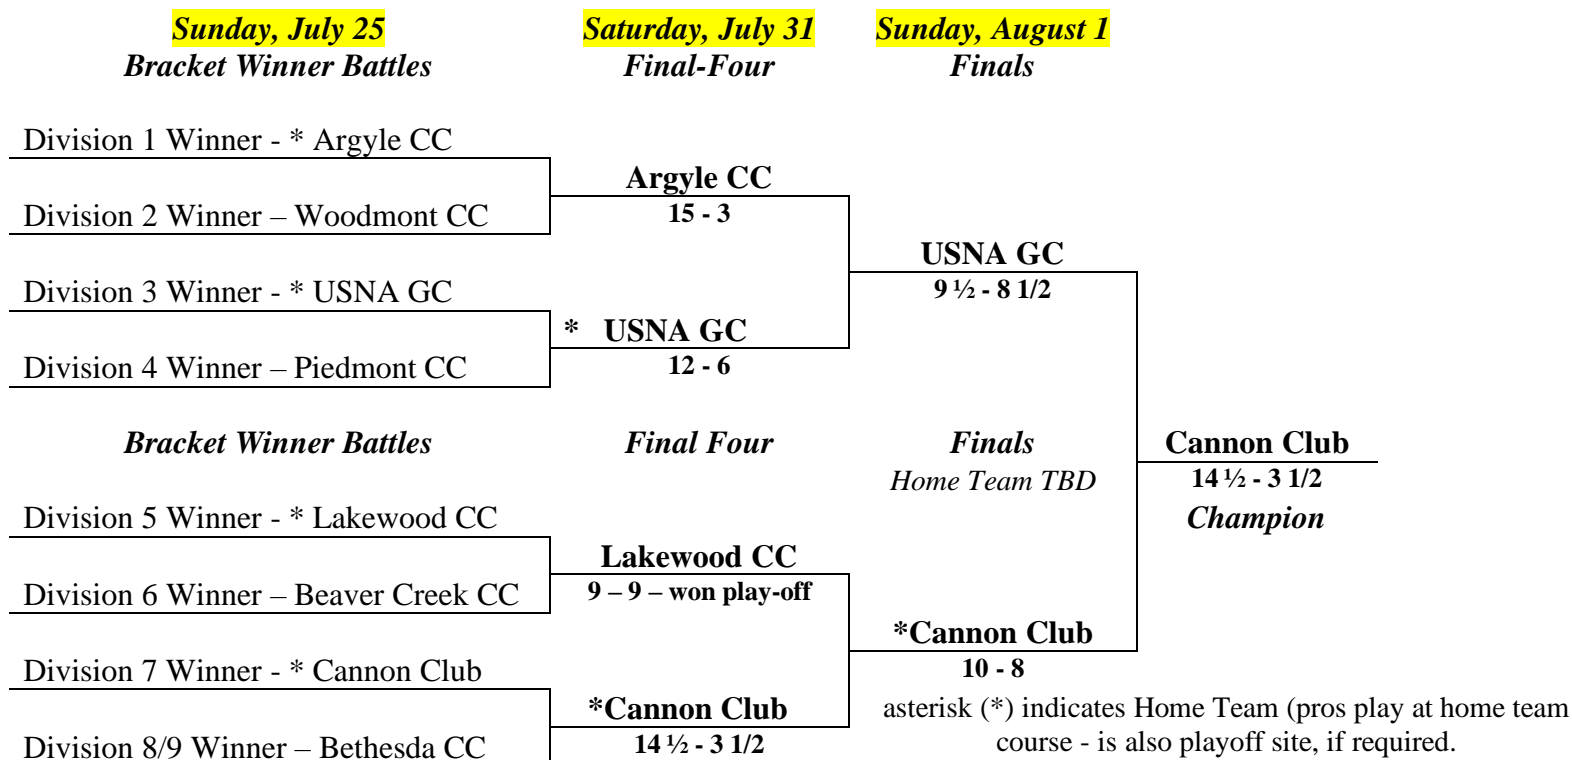 Sunday, July 25
Saturday, July 31
Sunday, August 1
Bracket Winner Battles
Final-Four
Finals
Division 1 Winner - * Argyle CC
Argyle CC
15 - 3
Division 2 Winner – Woodmont CC
USNA GC
9 ½ - 8 1/2
Division 3 Winner - * USNA GC
* USNA GC
12 - 6
Division 4 Winner – Piedmont CC
Bracket Winner Battles
Final Four
Finals
Home Team TBD
Cannon Club
14 ½ - 3 1/2
Champion
Division 5 Winner - * Lakewood CC
Lakewood CC
9 – 9 – won play-off
Division 6 Winner – Beaver Creek CC
*Cannon Club
10 - 8
Division 7 Winner - * Cannon Club
*Cannon Club
14 ½ - 3 1/2
Division 8/9 Winner – Bethesda CC
asterisk (*) indicates Home Team (pros play at home team
course - is also playoff site, if required.